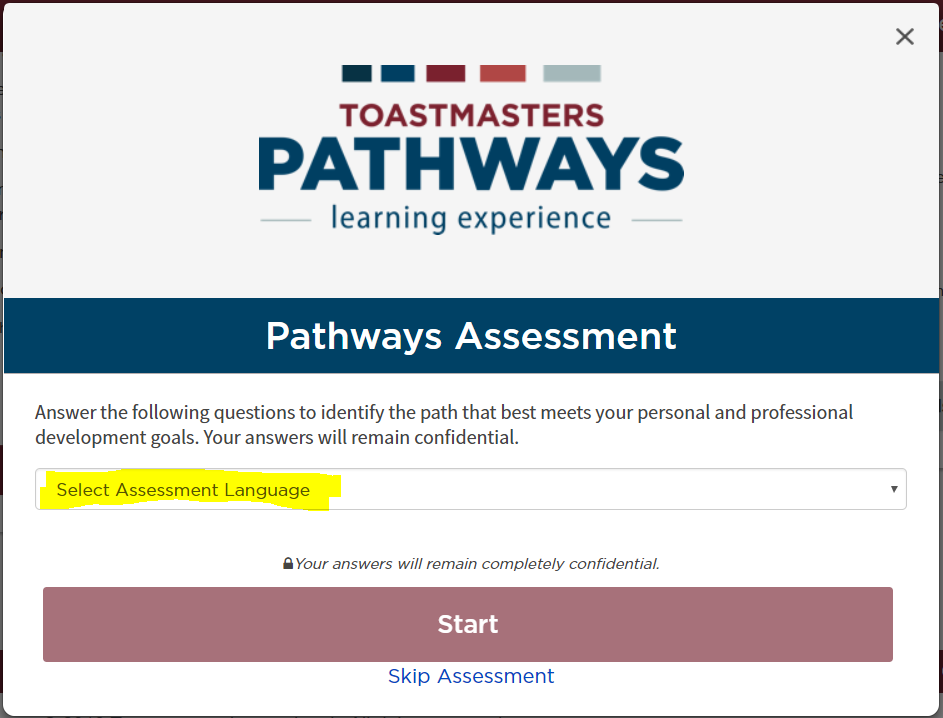 TOASTMASTERS
PATHWAYS
learning experience
Pathways Assessment
Answer the following questions to identify the path that best meets your personal and professional
development goals. Your answers will remain confidential.
Select Assessment Language
Your answers will remain completely confidential.
Start
Skip Assessment